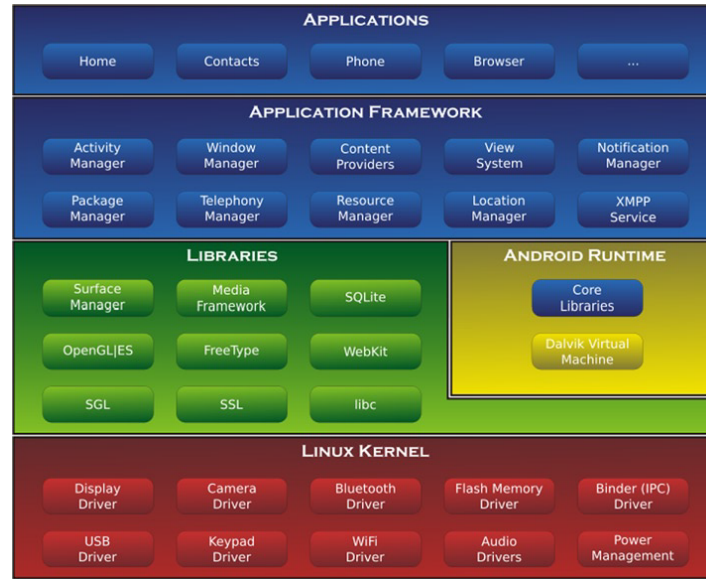 APPLICATIONS
Home
Contacts
Phone
Browser
...
APPLICATION FRAMEWORK
Activity
Manager
Window
Manager
Content
Providers
View
System
Notification
Manager
Package
Manager
Telephony
Manager
Resource
Manager
Location
Manager
XMPP
Service
LIBRARIES
Surface
Manager
Media
Framework
SQLite
OpenGL|ES
FreeType
WebKit
SGL
SSL
libc
ANDROID RUNTIME
Core
Libraries
Dalvik Virtual
Machine
LINUX KERNEL
Display
Driver
Camera
Driver
Bluetooth
Driver
Flash Memory
Driver
Binder (IPC)
Driver
USB
Driver
Keypad
Driver
WiFi
Driver
Audio
Drivers
Power
Management